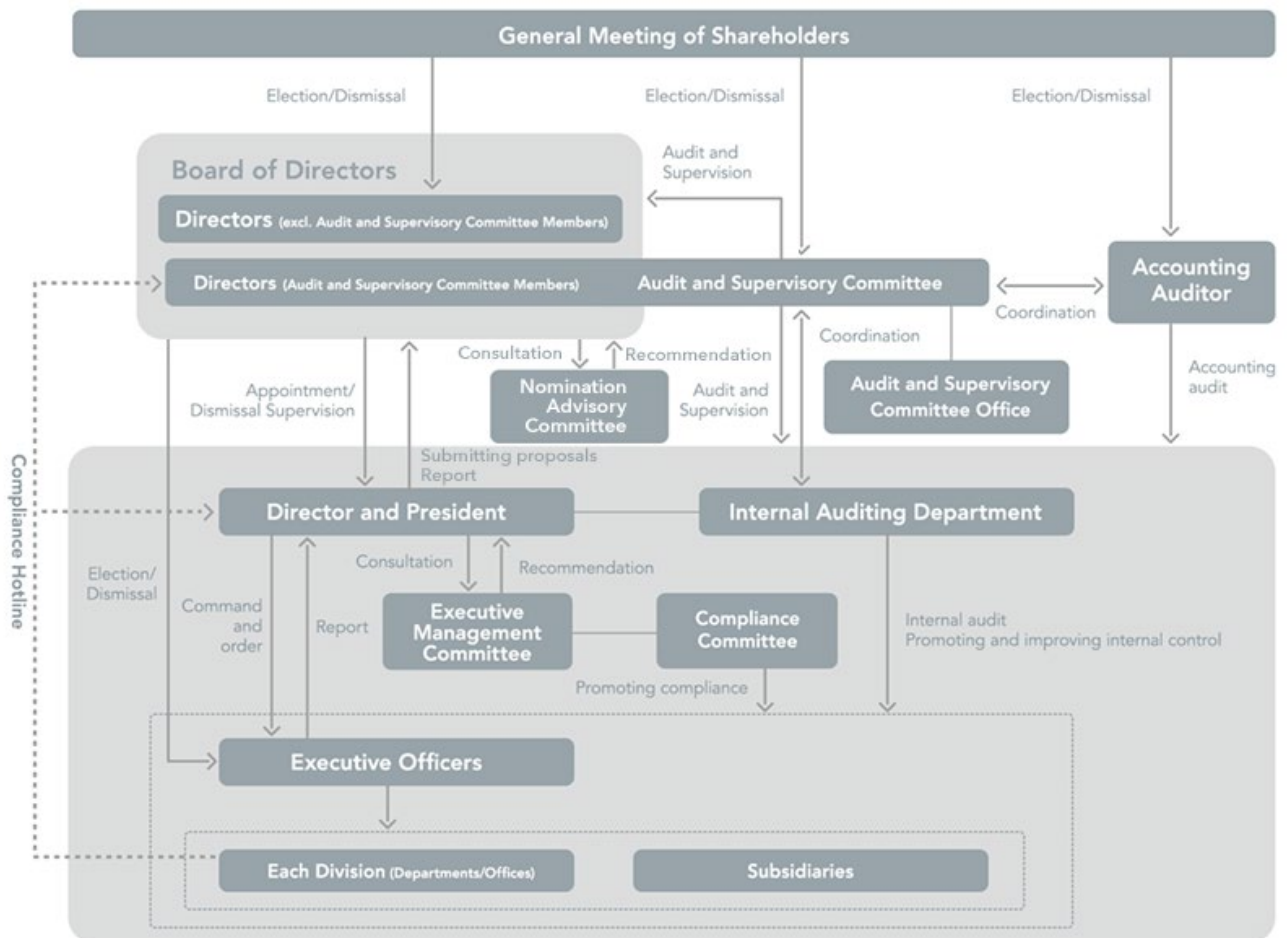 General Meeting of Shareholders
Election/Dismissal
Election/Dismissal
Election/Dismissal
Board of Directors
Audit and
Supervision
Directors (excl. Audit and Supervisory Committee Members)
Directors (Audit and Supervisory Committee Members)
Audit and Supervisory Committee
Accounting
Auditor
Coordination
Consultation
Recommendation
Coordination
Appointment/
Dismissal Supervision
Nomination
Advisory
Committee
Audit and
Supervision
Audit and Supervisory
Committee Office
Accounting
audit
Submitting proposals
Report
Compliance Hotline
Director and President
Internal Auditing Department
Election/
Dismissal
Command
and
order
Report
Consultation
Recommendation
Executive
Management
Committee
Compliance
Committee
Internal audit
Promoting and improving internal control
Promoting compliance
Executive Officers
Each Division (Departments/Offices)
Subsidiaries